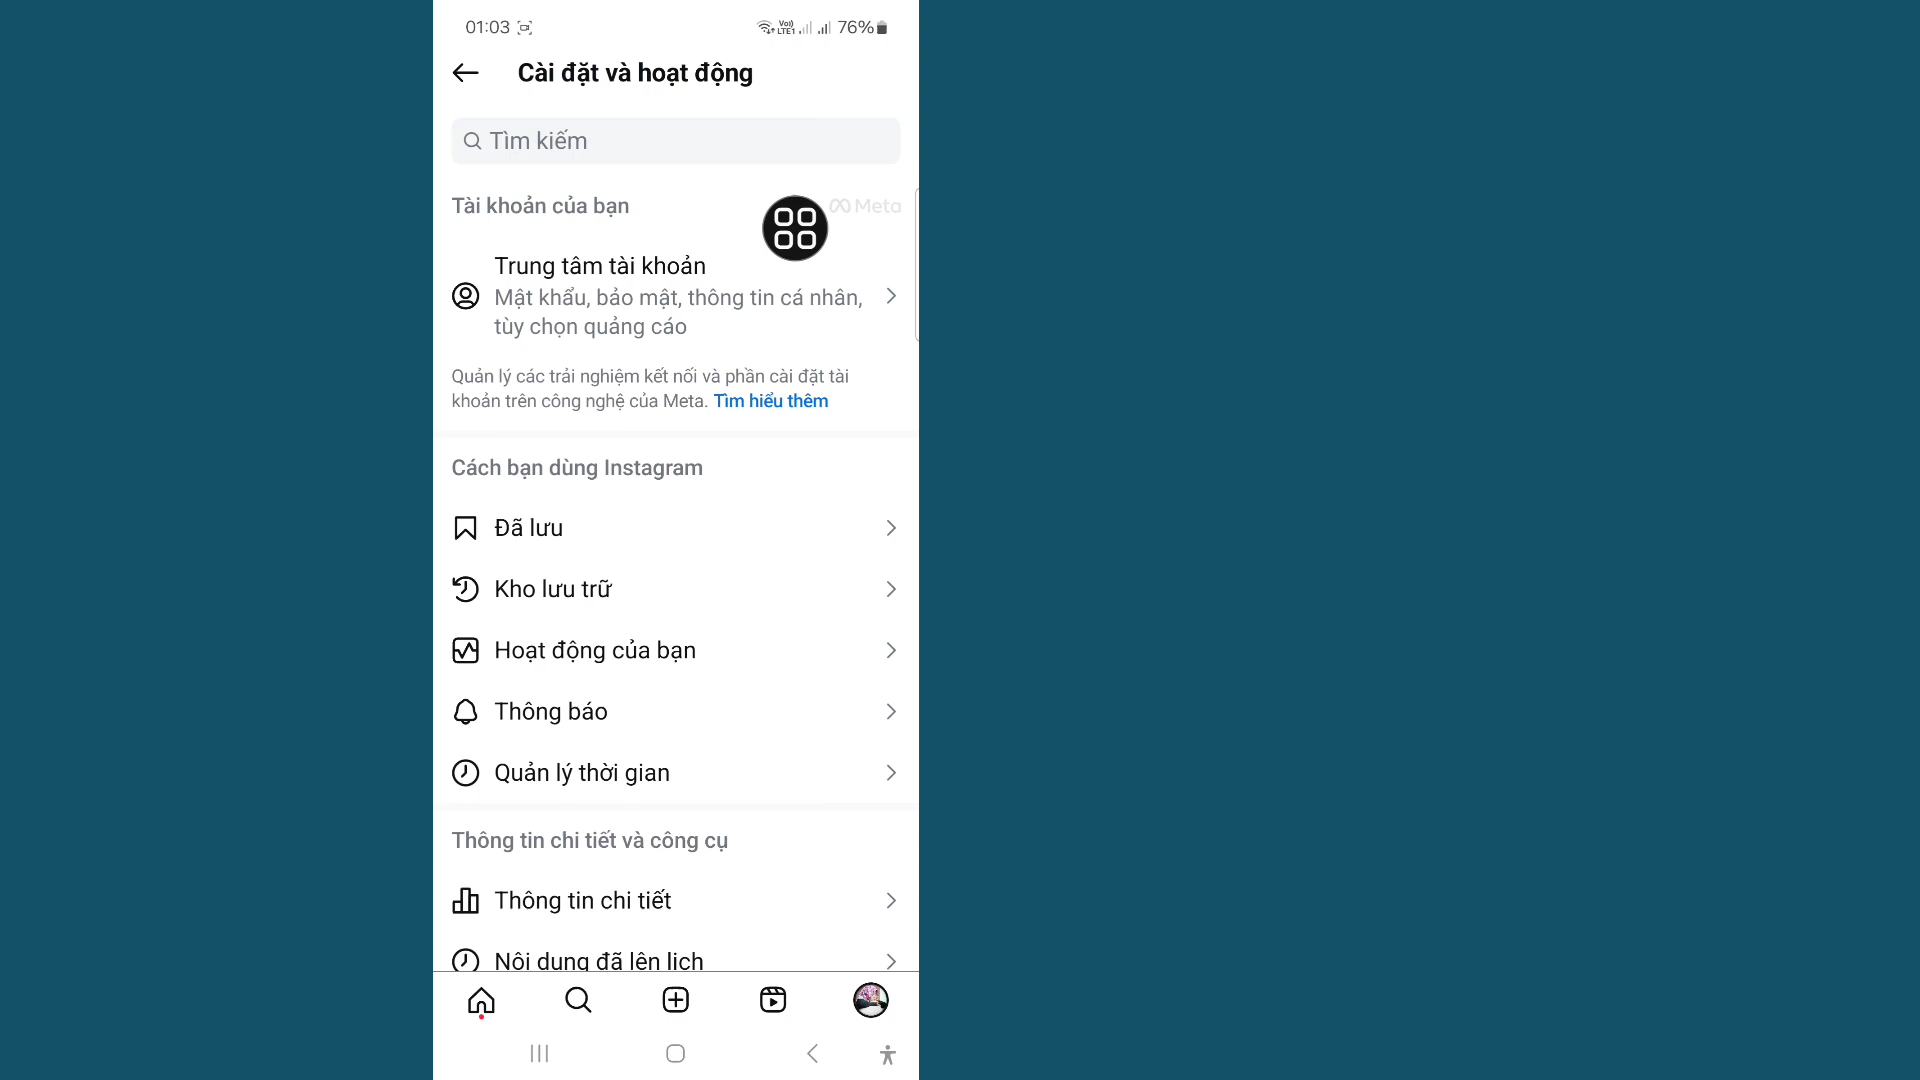 01:03
Vo)) LTE1 76%
Cài đặt và hoạt động
Tìm kiếm
Tài khoản của bạn
Meta
Trung tâm tài khoản
Mật khẩu, bảo mật, thông tin cá nhân,
tùy chọn quảng cáo
Quản lý các trải nghiệm kết nối và phần cài đặt tài
khoản trên công nghệ của Meta. Tìm hiểu thêm
Cách bạn dùng Instagram
Đã lưu
Kho lưu trữ
Hoạt động của bạn
Thông báo
Quản lý thời gian
Thông tin chi tiết và công cụ
Thông tin chi tiết
Nội dung đã lên lịch